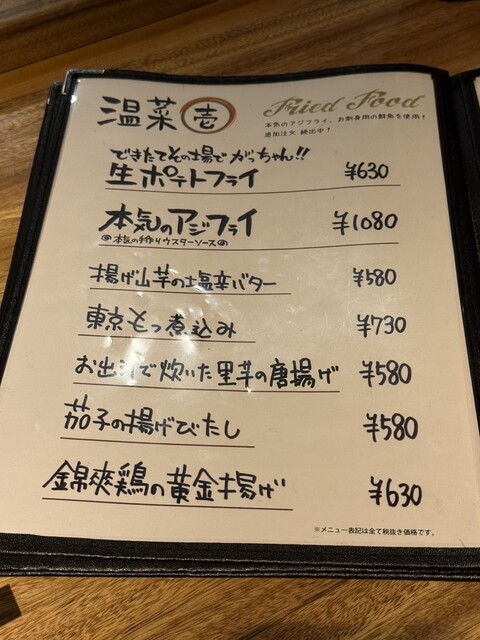 温菜 壱
Fried Food
本気のアジフライ、お刺身用の鮮魚を使用!
追加注文 続出中!
できたてその場でがっちゃん!!
生ポテトフライ ¥630
本気のアジフライ ¥1080
◎本気の手作りウスターソース◎
揚げ山芋の塩辛バター ¥580
東京もつ煮込み ¥730
お出汁で炊いた里芋の唐揚げ ¥580
茄子の揚げびたし ¥580
錦爽鶏の黄金揚げ ¥630
※メニュー表記は全て税抜き価格です。